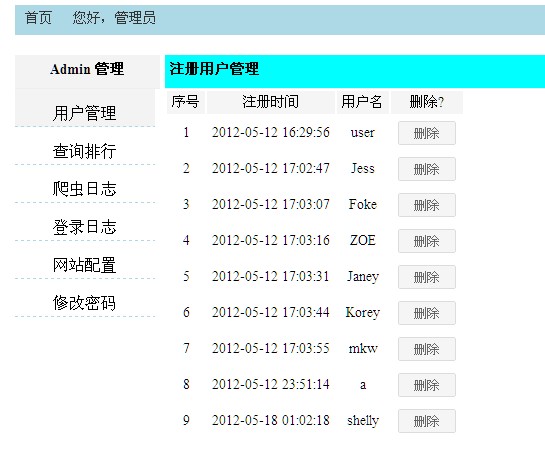 首页 您好，管理员
Admin 管理
用户管理
查询排行
爬虫日志
登录日志
网站配置
修改密码
注册用户管理
序号 注册时间 用户名 删除?
1 2012-05-12 16:29:56 user 删除
2 2012-05-12 17:02:47 Jess 删除
3 2012-05-12 17:03:07 Foke 删除
4 2012-05-12 17:03:16 ZOE 删除
5 2012-05-12 17:03:31 Janey 删除
6 2012-05-12 17:03:44 Korey 删除
7 2012-05-12 17:03:55 mkw 删除
8 2012-05-12 23:51:14 a 删除
9 2012-05-18 01:02:18 shelly 删除